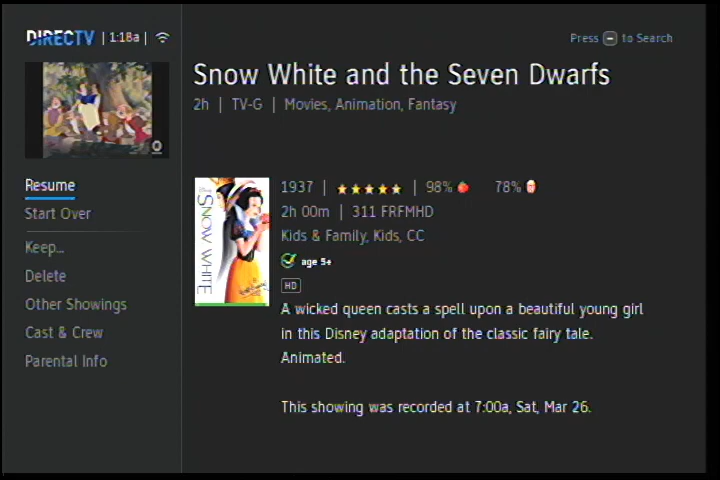 DIRECTV | 1:18a |
Press – to Search
Snow White and the Seven Dwarfs
2h | TV-G | Movies, Animation, Fantasy
Resume
Start Over
Keep...
Delete
Other Showings
Cast & Crew
Parental Info
SNOW WHITE
1937 | ★★★★★ | 98% 78%
2h 00m | 311 FRFMHD
Kids & Family, Kids, CC
age 5+
HD
A wicked queen casts a spell upon a beautiful young girl
in this Disney adaptation of the classic fairy tale.
Animated.
This showing was recorded at 7:00a, Sat, Mar 26.